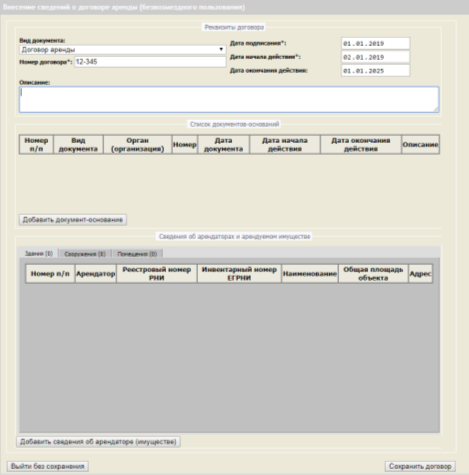 Внесение сведений о договоре аренды (безвозмездного пользования)
Реквизиты договора
Вид документа:
Договор аренды
Номер договора*: 12-345
Дата подписания*: 01.01.2019
Дата начала действия*: 02.01.2019
Дата окончания действия: 01.01.2025
Описание:
Список документов-оснований
Номер п/п Вид документа Орган (организация) Номер Дата документа Дата начала действия Дата окончания действия Описание
Добавить документ-основание
Сведения об арендаторах и арендуемом имуществе
Здания (0) Сооружения (0) Помещения (0)
Номер п/п Арендатор Реестровый номер РНИ Инвентарный номер ЕГРНИ Наименование Общая площадь объекта Адрес
Добавить сведения об арендаторе (имуществе)
Выйти без сохранения Сохранить договор